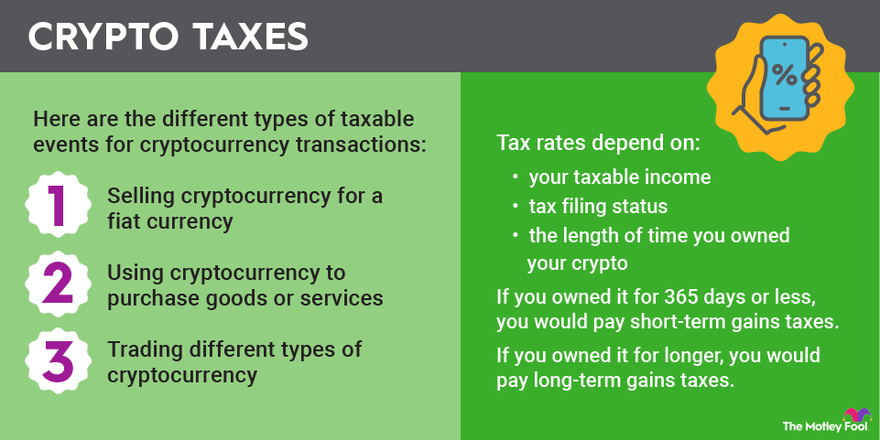 CRYPTO TAXES
%
Here are the different types of taxable
events for cryptocurrency transactions:
1
Selling cryptocurrency for a
fiat currency
2
Using cryptocurrency to
purchase goods or services
3
Trading different types of
cryptocurrency
Tax rates depend on:
• your taxable income
• tax filing status
• the length of time you owned
your crypto
If you owned it for 365 days or less,
you would pay short-term gains taxes.
If you owned it for longer, you would
pay long-term gains taxes.
The Motley Fool